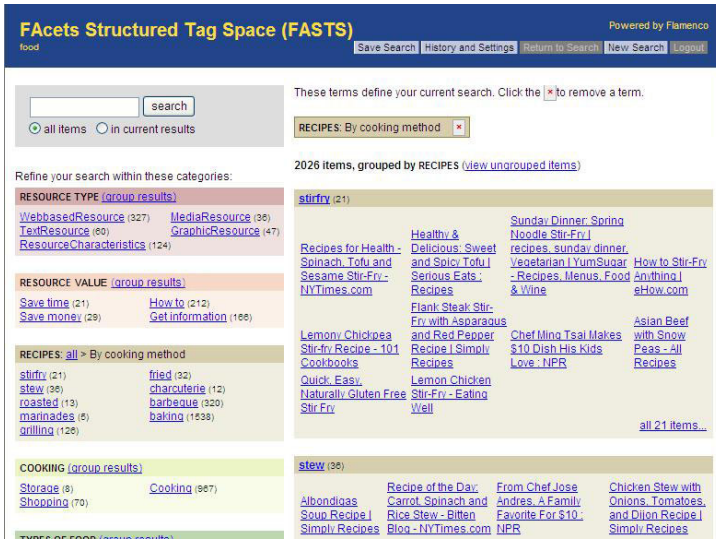 FAcets Structured Tag Space (FASTS)
food
Powered by Flamenco
Save Search History and Settings Return to Search New Search Logout
search
all items in current results
Refine your search within these categories:
RESOURCE TYPE (group results)
WebbasedResource (327) MediaResource (36)
TextResource (60) GraphicResource (47)
ResourceCharacteristics (124)
RESOURCE VALUE (group results)
Save time (21) How to (212)
Save money (29) Get information (166)
RECIPES: all > By cooking method
stirfry (21) fried (32)
stew (36) charcuterie (12)
roasted (13) barbeque (320)
marinades (6) baking (1538)
grilling (126)
COOKING (group results)
Storage (8) Cooking (967)
Shopping (70)
TYPES OF FOOD (group results)
These terms define your current search. Click the × to remove a term.
RECIPES: By cooking method ×
2026 items, grouped by RECIPES (view ungrouped items)
stirfry (21)
Recipes for Health -
Spinach, Tofu and
Sesame Stir-Fry -
NYTimes.com
Healthy &
Delicious: Sweet
and Spicy Tofu |
Serious Eats :
Recipes
Sunday Dinner: Spring
Noodle Stir-Fry |
recipes, sunday dinner,
Vegetarian | YumSugar
- Recipes, Menus, Food
& Wine
How to Stir-Fry
Anything |
eHow.com
Lemony Chickpea
Stir-fry Recipe - 101
Cookbooks
Flank Steak Stir-
Fry with Asparagus
and Red Pepper
Recipe | Simply
Recipes
Chef Ming Tsai Makes
$10 Dish His Kids
Love : NPR
Asian Beef
with Snow
Peas - All
Recipes
Quick, Easy,
Naturally Gluten Free
Stir Fry
Lemon Chicken
Stir-Fry - Eating
Well
all 21 items...
stew (36)
Albondigas
Soup Recipe |
Simply Recipes
Recipe of the Day:
Carrot, Spinach and
Rice Stew - Bitten
Blog - NYTimes.com
From Chef Jose
Andres, A Family
Favorite For $10 :
NPR
Chicken Stew with
Onions, Tomatoes,
and Dijon Recipe |
Simply Recipes